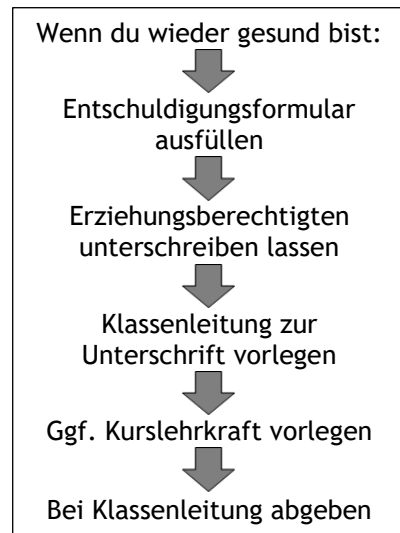 Wenn du wieder gesund bist:
Entschuldigungsformular
ausfüllen
Erziehungsberechtigten
unterschreiben lassen
Klassenleitung zur
Unterschrift vorlegen
Ggf. Kurslehrkraft vorlegen
Bei Klassenleitung abgeben